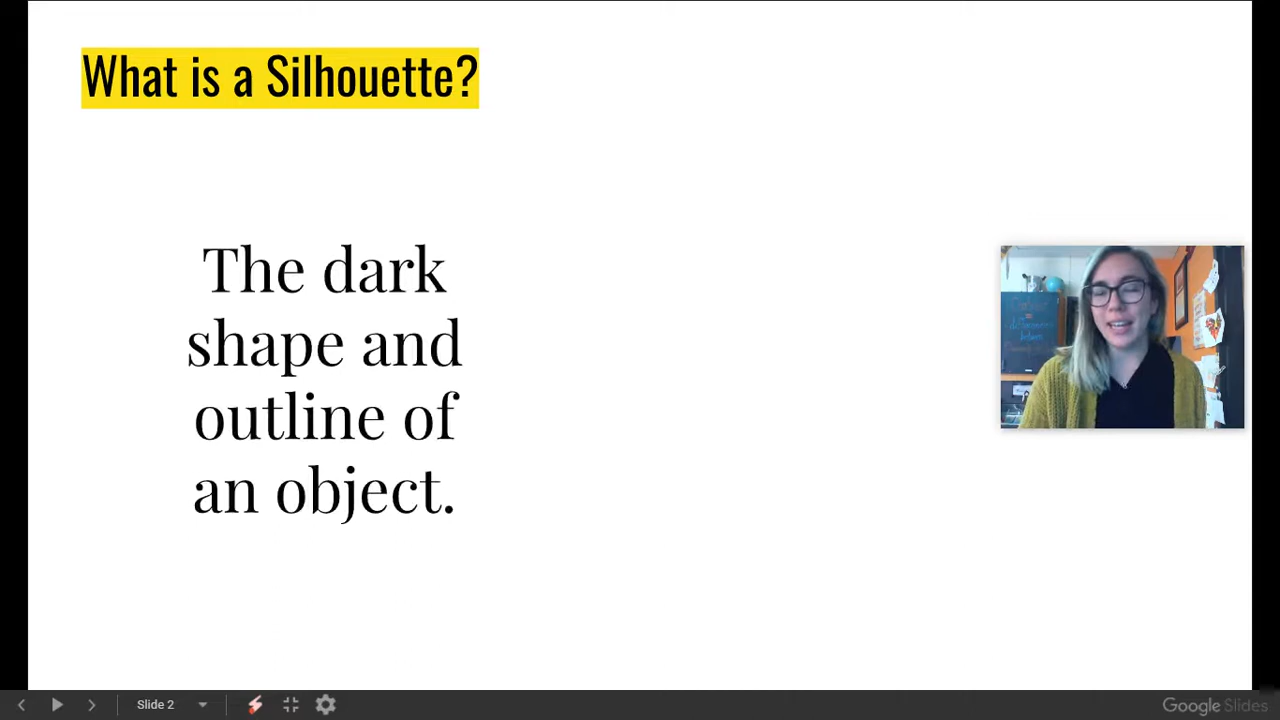 What is a Silhouette?
The dark
shape and
outline of
an object.
Slide 2
Google Slides